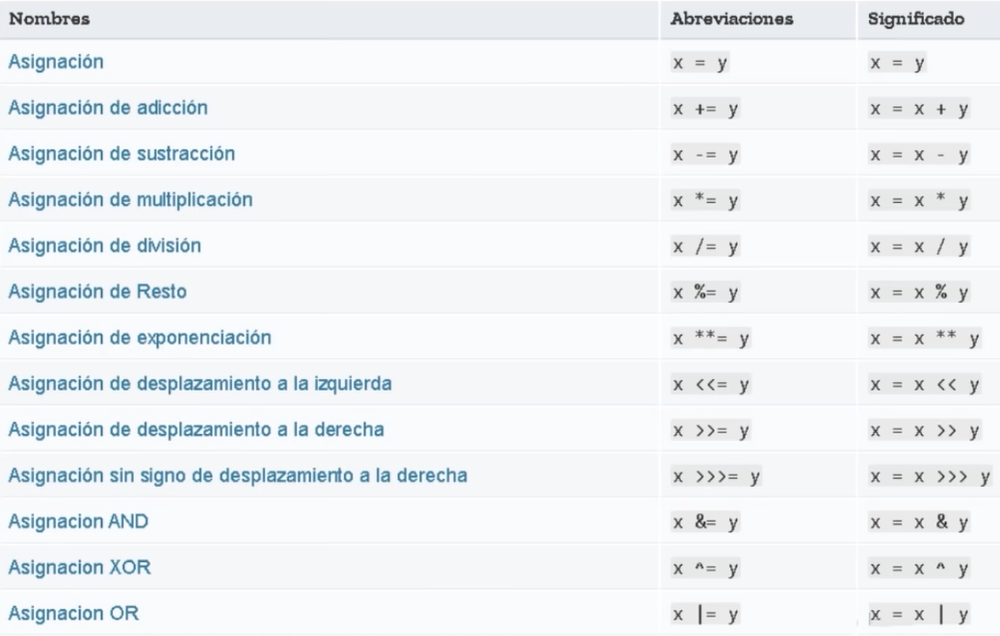 Nombres Abreviaciones Significado
Asignación x = y x = y
Asignación de adicción x += y x = x + y
Asignación de sustracción x -= y x = x - y
Asignación de multiplicación x *= y x = x * y
Asignación de división x /= y x = x / y
Asignación de Resto x %= y x = x % y
Asignación de exponenciación x **= y x = x ** y
Asignación de desplazamiento a la izquierda x <<= y x = x << y
Asignación de desplazamiento a la derecha x >>= y x = x >> y
Asignación sin signo de desplazamiento a la derecha x >>>= y x = x >>> y
Asignacion AND x &= y x = x & y
Asignacion XOR x ^= y x = x ^ y
Asignacion OR x |= y x = x | y